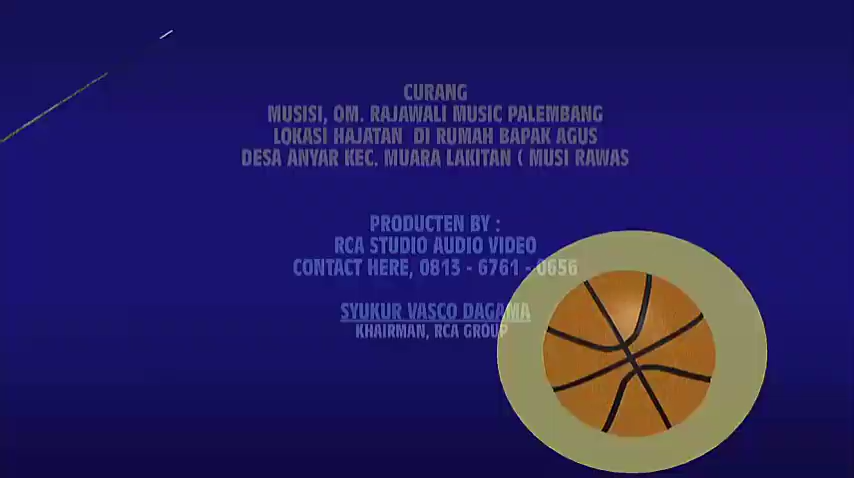 CURANG
MUSISI, OM. RAJAWALI MUSIC PALEMBANG
LOKASI HAJATAN DI RUMAH BAPAK AGUS
DESA ANYAR KEC. MUARA LAKITAN ( MUSI RAWAS
PRODUCTEN BY :
RCA STUDIO AUDIO VIDEO
CONTACT HERE, 0813 - 6761 - 0656
SYUKUR VASCO DAGAMA
KHAIRMAN, RCA GROUP